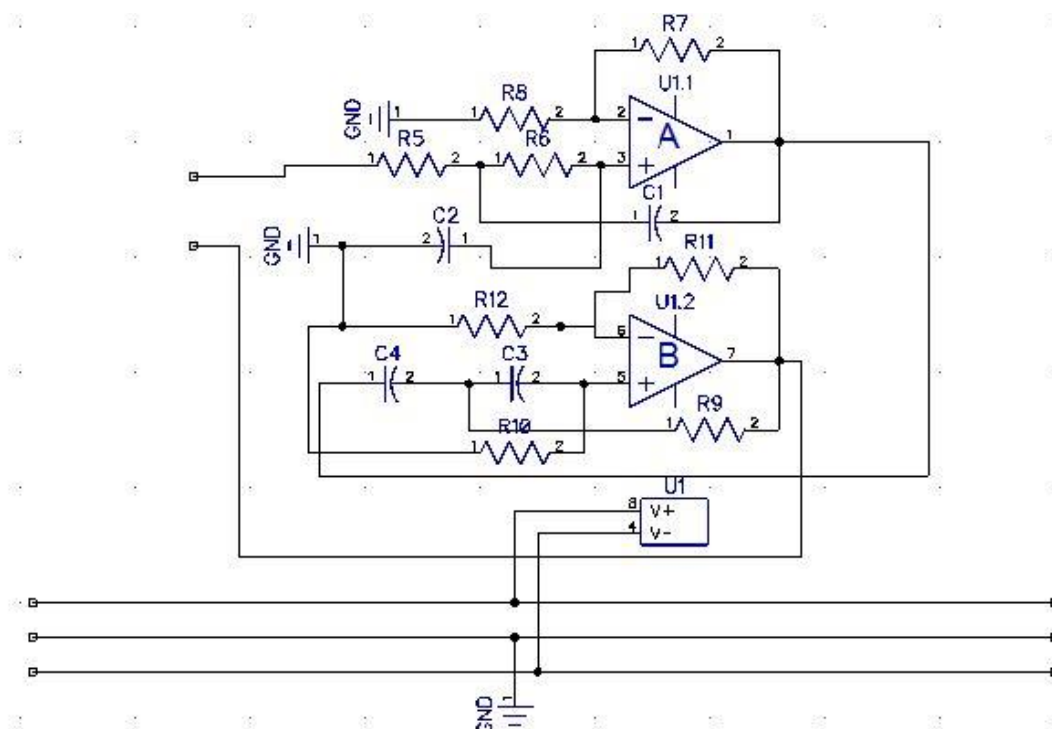 R7
1 2
U1.1
R8
GND 1 1 2 2 - A 1
R5 R6
1 2 1 2 3 +
C1
1 2
C2
GND 1 2 1
R11
1 2
R12
1 2
U1.2
6 - B 7
C4 C3
1 2 1 2 5 +
R9
1 2
R10
1 2
U1
8 V+
4 V-
GND 1